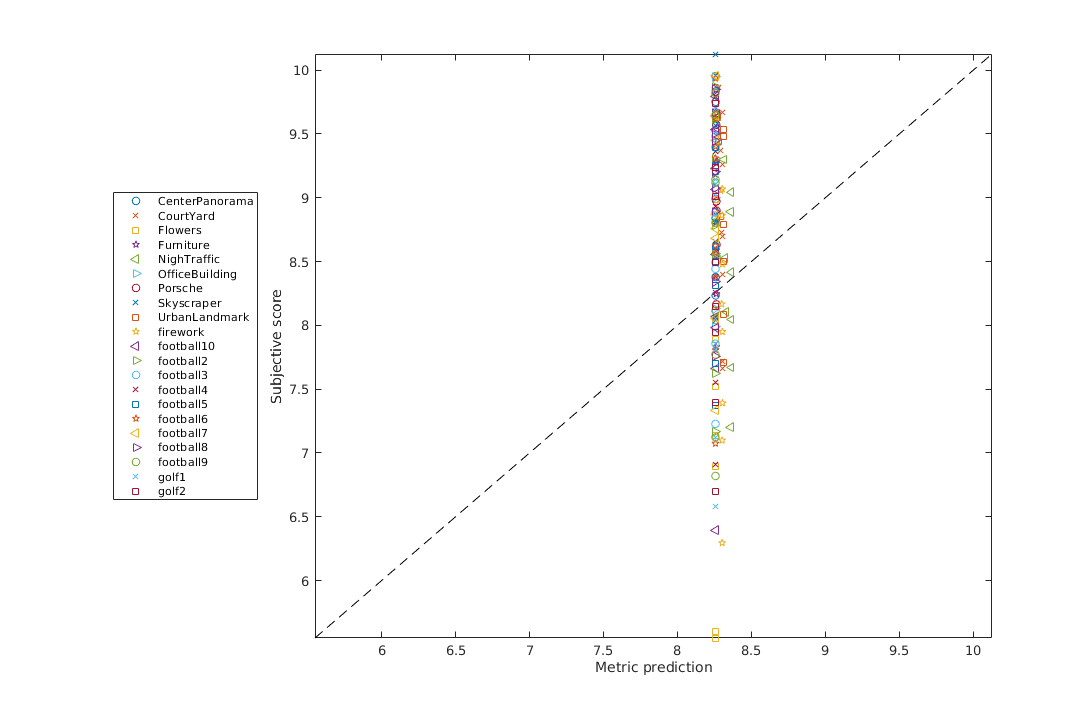 CenterPanorama
CourtYard
Flowers
Furniture
NighTraffic
OfficeBuilding
Porsche
Skyscraper
UrbanLandmark
firework
football10
football2
football3
football4
football5
football6
football7
football8
football9
golf1
golf2
Subjective score
10
9.5
9
8.5
8
7.5
7
6.5
6
6 6.5 7 7.5 8 8.5 9 9.5 10
Metric prediction